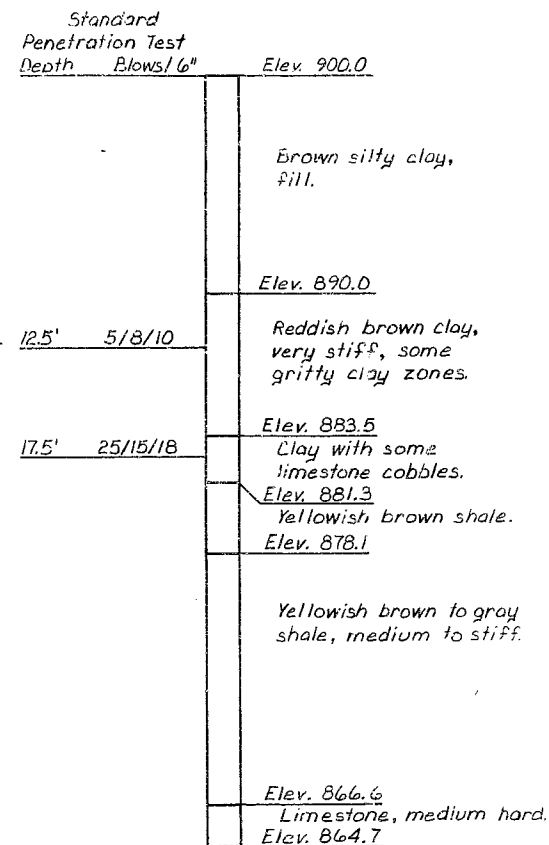 Standard
Penetration Test
Depth Blows/6"
Elev. 900.0
Brown silty clay,
fill.
Elev. 890.0
12.5' 5/8/10
Reddish brown clay,
very stiff, some
gritty clay zones.
Elev. 883.5
17.5' 25/15/18
Clay with some
limestone cobbles.
Elev. 881.3
Yellowish brown shale.
Elev. 878.1
Yellowish brown to gray
shale, medium to stiff.
Elev. 866.6
Limestone, medium hard.
Elev. 864.7